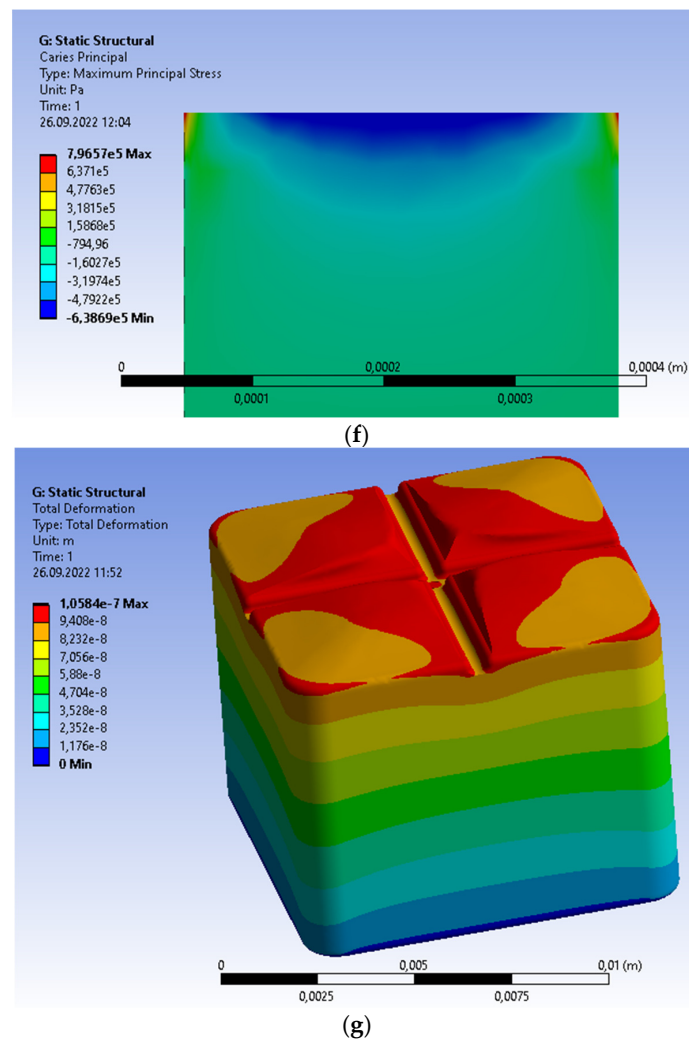 G: Static Structural
Caries Principal
Type: Maximum Principal Stress
Unit: Pa
Time: 1
26.09.2022 12:04
7,9657e5 Max
6,371e5
4,7763e5
3,1815e5
1,5868e5
-794,96
-1,6027e5
-3,1974e5
-4,7922e5
-6,3869e5 Min
0
0,0002
0,0004 (m)
0,0001
0,0003
(f)
G: Static Structural
Total Deformation
Type: Total Deformation
Unit: m
Time: 1
26.09.2022 11:52
1,0584e-7 Max
9,408e-8
8,232e-8
7,056e-8
5,88e-8
4,704e-8
3,528e-8
2,352e-8
1,176e-8
0 Min
0
0,005
0,01 (m)
0,0025
0,0075
(g)